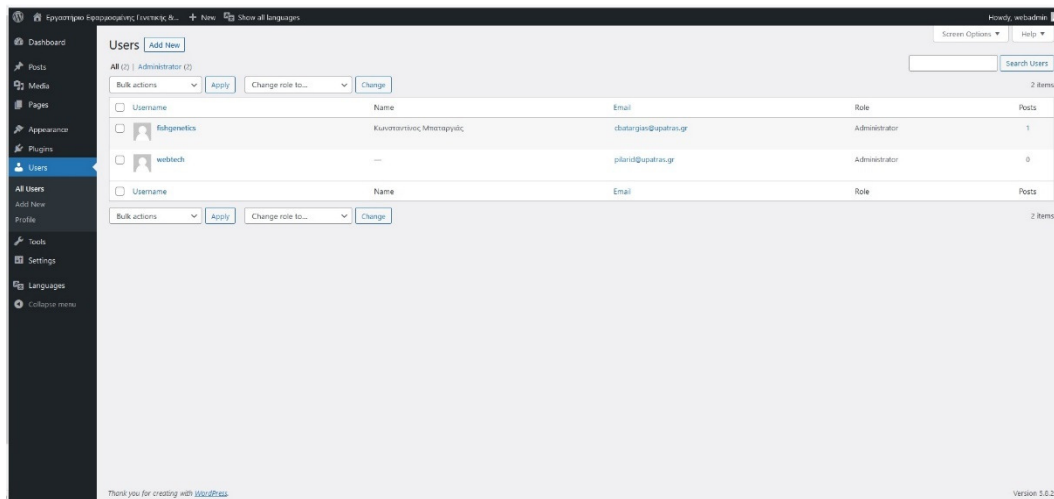 Εργαστήριο Εφαρμοσμένης Γενετικής &... New Show all languages Howdy, webadmin
Dashboard
Posts
Media
Pages
Appearance
Plugins
Users
All Users
Add New
Profile
Tools
Settings
Languages
Collapse menu
Screen Options Help
Users Add New
All (2) | Administrator (2)
Search Users
Bulk actions Apply Change role to... Change 2 items
Username Name Email Role Posts
fishgenetics Κωνσταντίνος Μπαταργιάς cbatargias@upatras.gr Administrator 1
webtech — pilarid@upatras.gr Administrator 0
Username Name Email Role Posts
Bulk actions Apply Change role to... Change 2 items
Thank you for creating with WordPress. Version